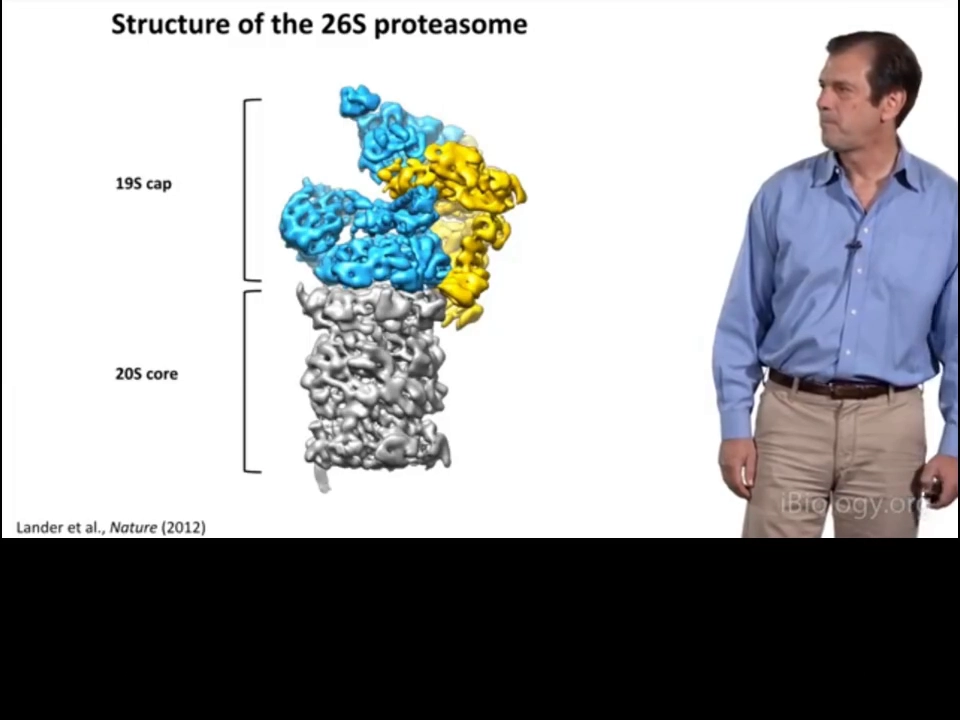 Structure of the 26S proteasome
19S cap
20S core
iBiology.org
Lander et al., Nature (2012)